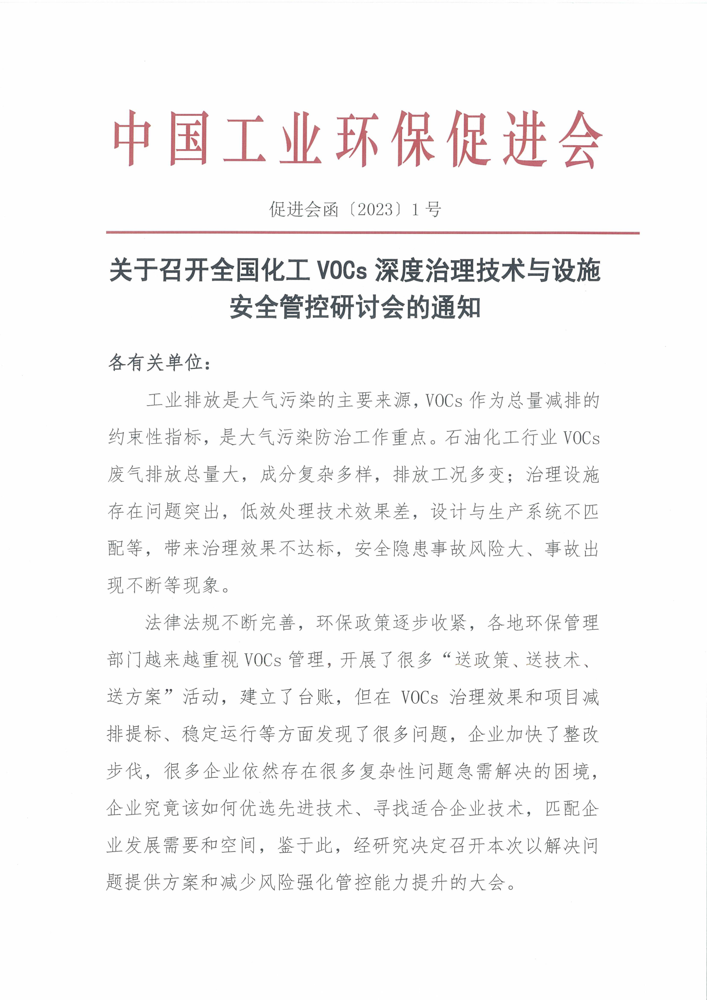 中国工业环保促进会
促进会函〔2023〕1号
关于召开全国化工 VOCs 深度治理技术与设施
安全管控研讨会的通知
各有关单位：
工业排放是大气污染的主要来源，VOCs 作为总量减排的
约束性指标，是大气污染防治工作重点。石油化工行业 VOCs
废气排放总量大，成分复杂多样，排放工况多变；治理设施
存在问题突出，低效处理技术效果差，设计与生产系统不匹
配等，带来治理效果不达标，安全隐患事故风险大、事故出
现不断等现象。
法律法规不断完善，环保政策逐步收紧，各地环保管理
部门越来越重视 VOCs 管理，开展了很多“送政策、送技术、
送方案”活动，建立了台账，但在 VOCs 治理效果和项目减
排提标、稳定运行等方面发现了很多问题，企业加快了整改
步伐，很多企业依然存在很多复杂性问题急需解决的困境，
企业究竟该如何优选先进技术、寻找适合企业技术，匹配企
业发展需要和空间，鉴于此，经研究决定召开本次以解决问
题提供方案和减少风险强化管控能力提升的大会。